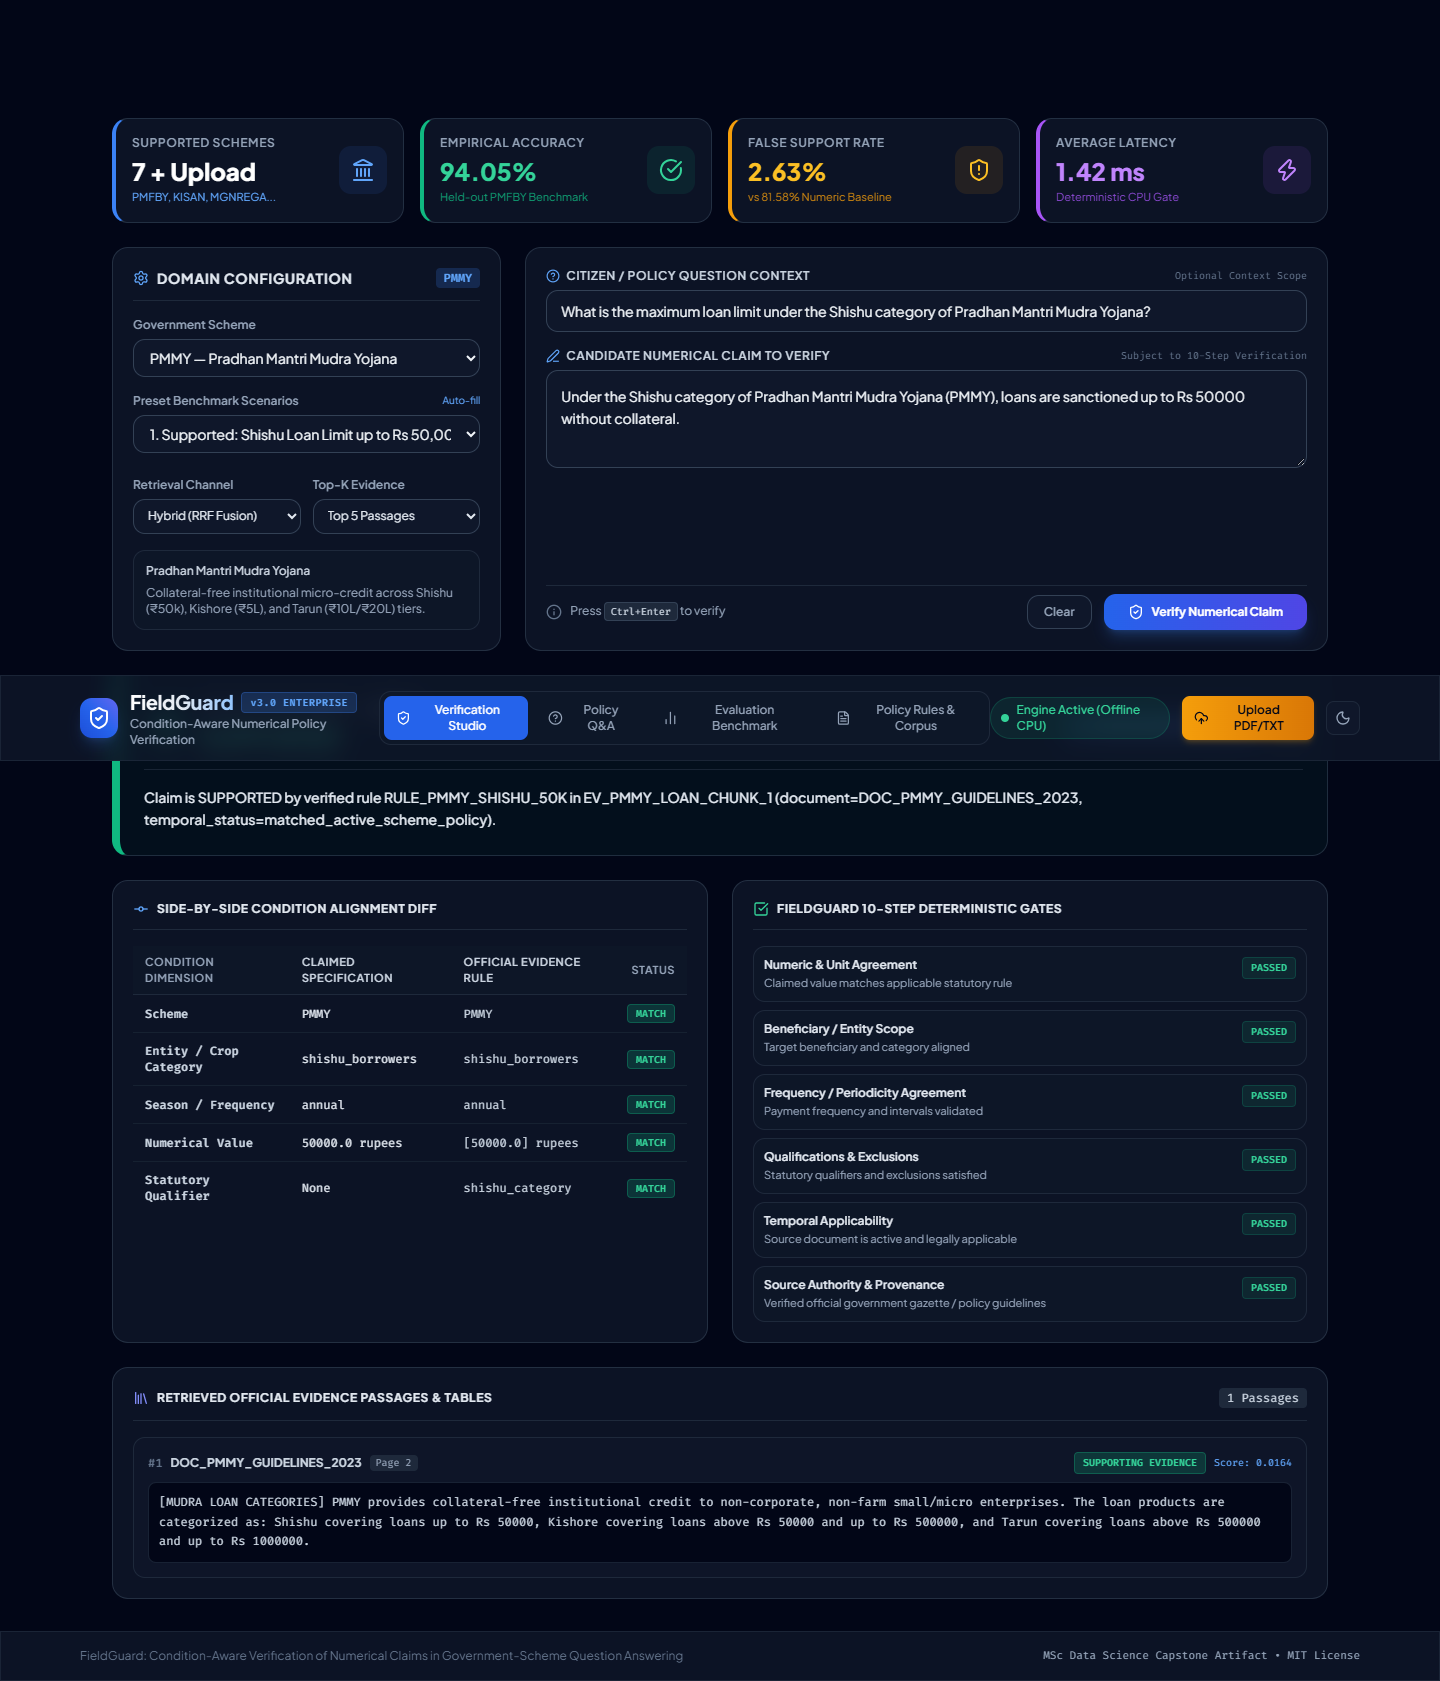 SUPPORTED SCHEMES
7 + Upload
PMFBY, KISAN, MGNREGA...
EMPIRICAL ACCURACY
94.05%
Held-out PMFBY Benchmark
FALSE SUPPORT RATE
2.63%
vs 81.58% Numeric Baseline
AVERAGE LATENCY
1.42 ms
Deterministic CPU Gate
DOMAIN CONFIGURATION
PMMY
Government Scheme
PMMY — Pradhan Mantri Mudra Yojana
Preset Benchmark Scenarios
Auto-fill
1. Supported: Shishu Loan Limit up to Rs 50,00
Retrieval Channel
Top-K Evidence
Hybrid (RRF Fusion)
Top 5 Passages
Pradhan Mantri Mudra Yojana
Collateral-free institutional micro-credit across Shishu
(₹50k), Kishore (₹5L), and Tarun (₹10L/₹20L) tiers.
CITIZEN / POLICY QUESTION CONTEXT
Optional Context Scope
What is the maximum loan limit under the Shishu category of Pradhan Mantri Mudra Yojana?
CANDIDATE NUMERICAL CLAIM TO VERIFY
Subject to 10-Step Verification
Under the Shishu category of Pradhan Mantri Mudra Yojana (PMMY), loans are sanctioned up to Rs 50000
without collateral.
Press Ctrl+Enter to verify
Clear
Verify Numerical Claim
FieldGuard
v3.0 ENTERPRISE
Condition-Aware Numerical Policy
Verification
Verification
Studio
Policy
Q&A
Evaluation
Benchmark
Policy Rules &
Corpus
Engine Active (Offline
CPU)
Upload
PDF/TXT
Claim is SUPPORTED by verified rule RULE_PMMY_SHISHU_50K in EV_PMMY_LOAN_CHUNK_1 (document=DOC_PMMY_GUIDELINES_2023,
temporal_status=matched_active_scheme_policy).
SIDE-BY-SIDE CONDITION ALIGNMENT DIFF
CONDITION
DIMENSION
CLAIMED
SPECIFICATION
OFFICIAL EVIDENCE
RULE
STATUS
Scheme
PMMY
PMMY
MATCH
Entity / Crop
Category
shishu_borrowers
shishu_borrowers
MATCH
Season / Frequency
annual
annual
MATCH
Numerical Value
50000.0 rupees
[50000.0] rupees
MATCH
Statutory
Qualifier
None
shishu_category
MATCH
FIELDGUARD 10-STEP DETERMINISTIC GATES
Numeric & Unit Agreement
Claimed value matches applicable statutory rule
PASSED
Beneficiary / Entity Scope
Target beneficiary and category aligned
PASSED
Frequency / Periodicity Agreement
Payment frequency and intervals validated
PASSED
Qualifications & Exclusions
Statutory qualifiers and exclusions satisfied
PASSED
Temporal Applicability
Source document is active and legally applicable
PASSED
Source Authority & Provenance
Verified official government gazette / policy guidelines
PASSED
RETRIEVED OFFICIAL EVIDENCE PASSAGES & TABLES
1 Passages
#1 DOC_PMMY_GUIDELINES_2023 Page 2
SUPPORTING EVIDENCE
Score: 0.0164
[MUDRA LOAN CATEGORIES] PMMY provides collateral-free institutional credit to non-corporate, non-farm small/micro enterprises. The loan products are
categorized as: Shishu covering loans up to Rs 50000, Kishore covering loans above Rs 50000 and up to Rs 500000, and Tarun covering loans above Rs 500000
and up to Rs 1000000.
FieldGuard: Condition-Aware Verification of Numerical Claims in Government-Scheme Question Answering
MSc Data Science Capstone Artifact • MIT License